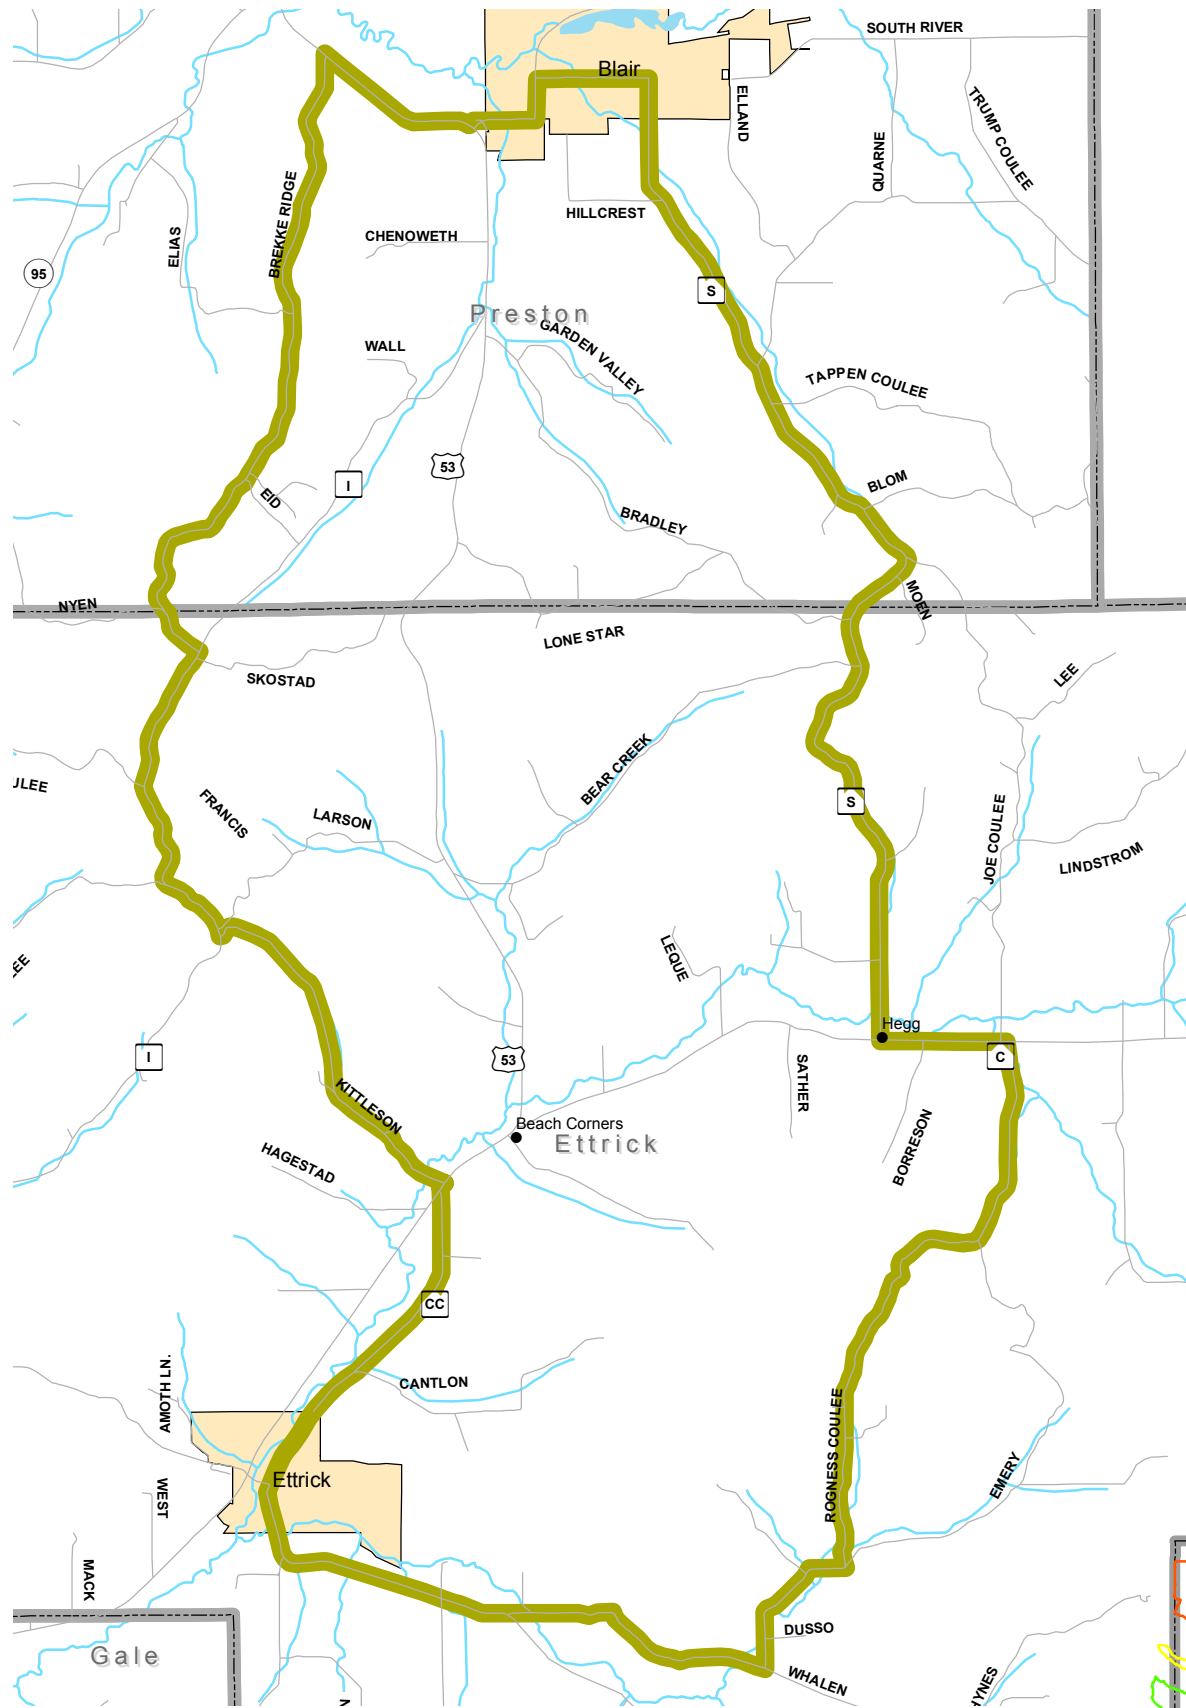 SOUTH RIVER
Blair
ELLAND
TRUMP COULEE
QUARNE
BREKKE RIDGE
HILLCREST
ELIAS
CHENOWETH
95
S
Preston
GARDEN VALLEY
WALL
TAPPEN COULEE
53
I
BLOM
EID
BRADLEY
NYEN
MOEN
LONE STAR
SKOSTAD
LEE
BEAR CREEK
ULEE
FRANCIS
LARSON
S
JOE COULEE
LINDSTROM
LEQUE
EE
Hegg
I
53
C
SATHER
KITTLESON
Beach Corners
Ettrick
BORRESON
HAGESTAD
CC
AMOTH LN.
CANTLON
ROGNESS COULEE
Ettrick
EMERY
WEST
MACK
DUSSO
Gale
WHALEN
HYNES
N